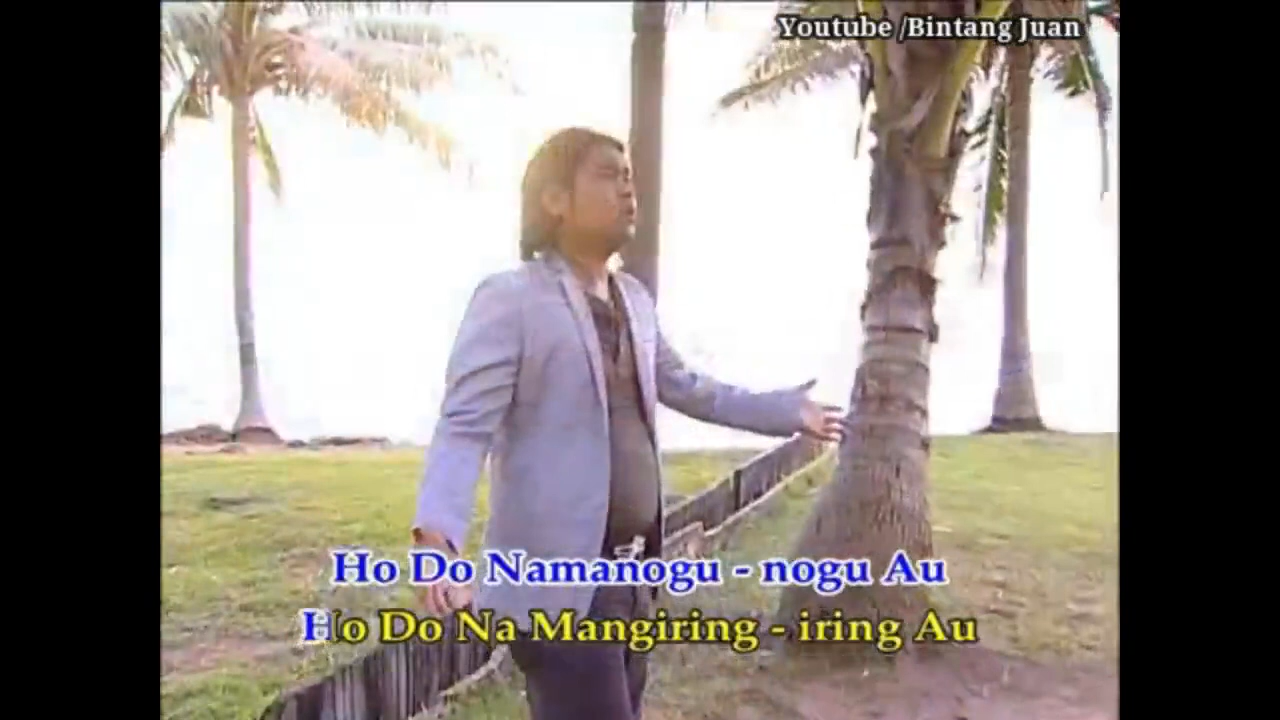 Youtube /Bintang Juan
Ho Do Namanogu - nogu Au
Ho Do Na Mangiring - iring Au